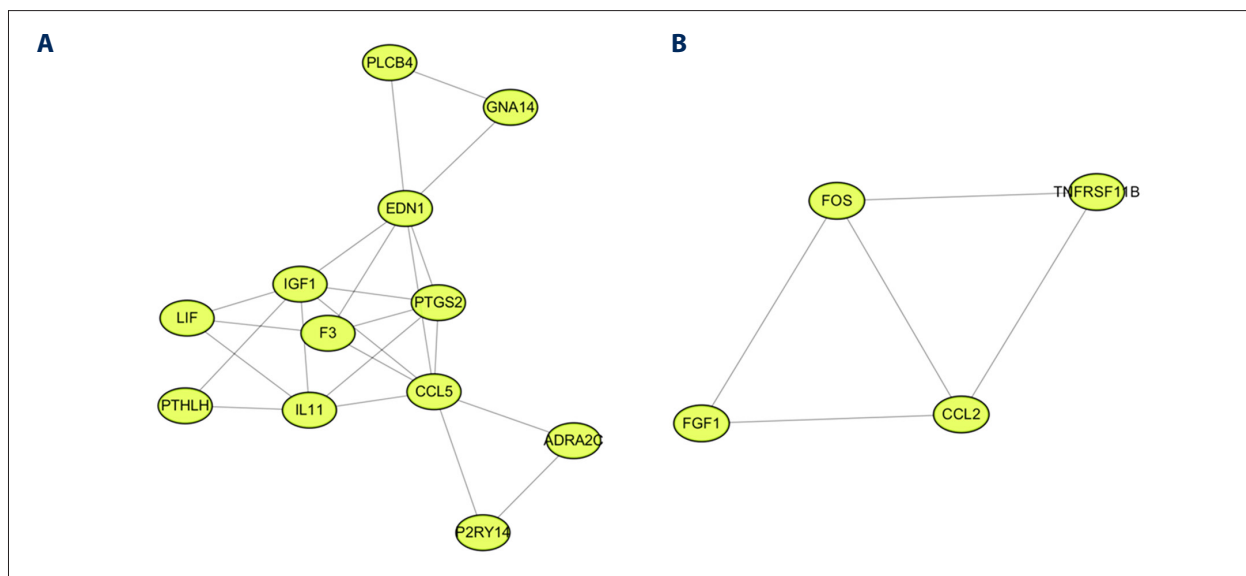 A
B
PLCB4
GNA14
EDN1
IGF1
PTGS2
LIF
F3
CCL5
PTHLH
IL11
ADRA2C
P2RY14
TNFRSF11B
FOS
CCL2
FGF1